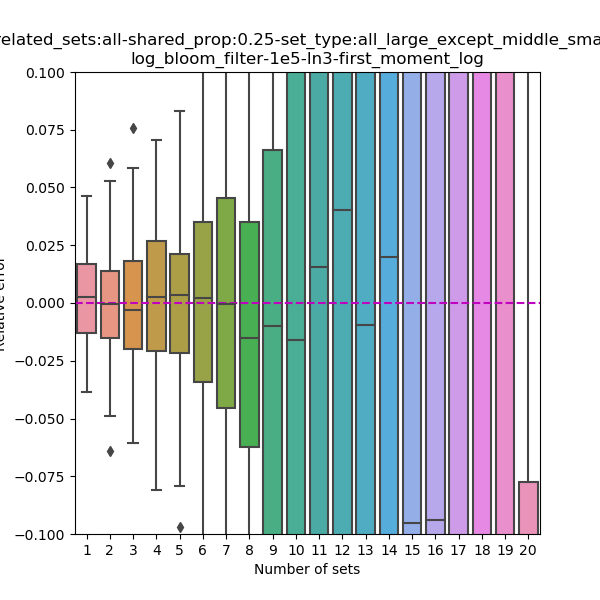 related_sets:all-shared_prop:0.25-set_type:all_large_except_middle_sma
log_bloom_filter-1e5-ln3-first_moment_log
0.100
0.075
0.050
0.025
0.000
−0.025
−0.050
−0.075
−0.100
Relative error
1 2 3 4 5 6 7 8 9 10 11 12 13 14 15 16 17 18 19 20
Number of sets